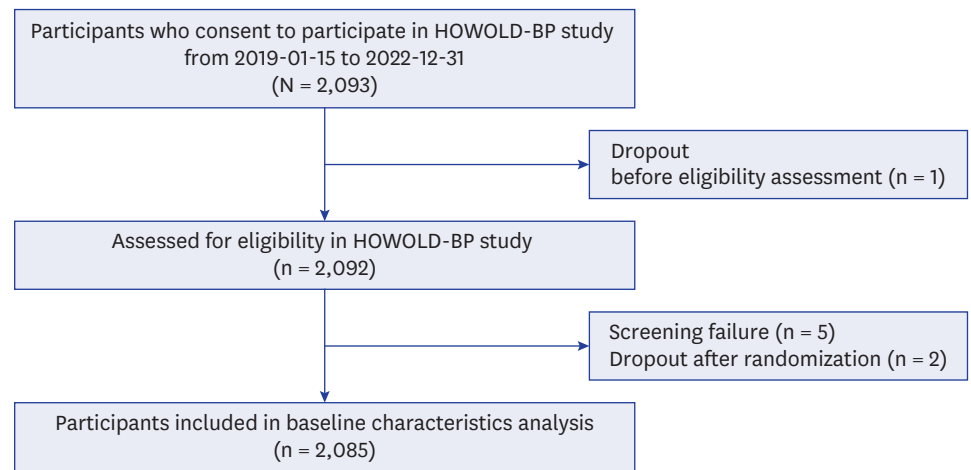 Participants who consent to participate in HOWOLD-BP study
from 2019-01-15 to 2022-12-31
(N = 2,093)
Dropout
before eligibility assessment (n = 1)
Assessed for eligibility in HOWOLD-BP study
(n = 2,092)
Screening failure (n = 5)
Dropout after randomization (n = 2)
Participants included in baseline characteristics analysis
(n = 2,085)